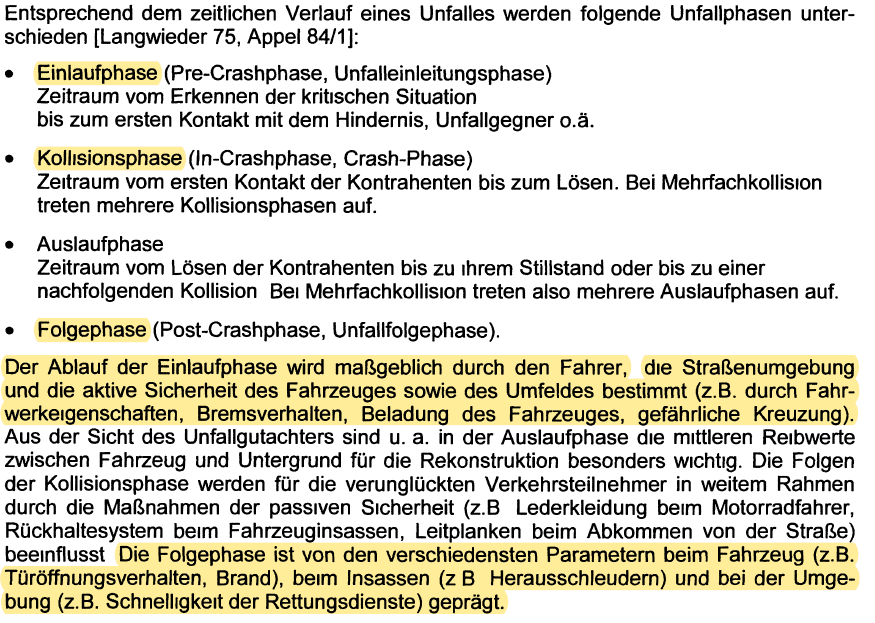 Entsprechend dem zeitlichen Verlauf eines Unfalles werden folgende Unfallphasen unter-
schieden [Langwieder 75, Appel 84/1]:
• Einlaufphase (Pre-Crashphase, Unfalleinleitungsphase)
Zeitraum vom Erkennen der kritischen Situation
bis zum ersten Kontakt mit dem Hindernis, Unfallgegner o.ä.
• Kollisionsphase (In-Crashphase, Crash-Phase)
Zeitraum vom ersten Kontakt der Kontrahenten bis zum Lösen. Bei Mehrfachkollision
treten mehrere Kollisionsphasen auf.
• Auslaufphase
Zeitraum vom Lösen der Kontrahenten bis zu ihrem Stillstand oder bis zu einer
nachfolgenden Kollision Bei Mehrfachkollision treten also mehrere Auslaufphasen auf.
• Folgephase (Post-Crashphase, Unfallfolgephase).
Der Ablauf der Einlaufphase wird maßgeblich durch den Fahrer, die Straßenumgebung
und die aktive Sicherheit des Fahrzeuges sowie des Umfeldes bestimmt (z.B. durch Fahr-
werkeigenschaften, Bremsverhalten, Beladung des Fahrzeuges, gefährliche Kreuzung).
Aus der Sicht des Unfallgutachters sind u. a. in der Auslaufphase die mittleren Reibwerte
zwischen Fahrzeug und Untergrund für die Rekonstruktion besonders wichtig. Die Folgen
der Kollisionsphase werden für die verunglückten Verkehrsteilnehmer in weitem Rahmen
durch die Maßnahmen der passiven Sicherheit (z.B Lederkleidung beim Motorradfahrer,
Rückhaltesystem beim Fahrzeuginsassen, Leitplanken beim Abkommen von der Straße)
beeinflusst Die Folgephase ist von den verschiedensten Parametern beim Fahrzeug (z.B.
Türöffnungsverhalten, Brand), beim Insassen (z B Herausschleudern) und bei der Umge-
bung (z.B. Schnelligkeit der Rettungsdienste) geprägt.